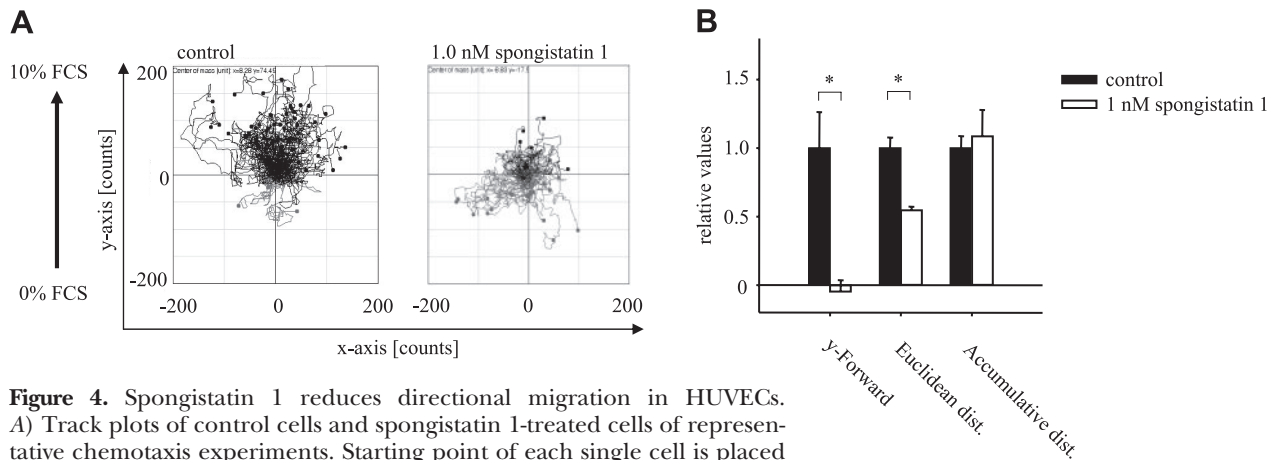 A
B
control
1.0 nM spongistatin 1
10% FCS
0% FCS
200
0
-200
y-axis [counts]
-200
0
200
-200
0
200
x-axis [counts]
1.5
1.0
0.5
0
relative values
*
*
control
1 nM spongistatin 1
y-Forward
Euclidean dist.
Accumulative dist.
Figure 4. Spongistatin 1 reduces directional migration in HUVECs.
A) Track plots of control cells and spongistatin 1-treated cells of represen-
tative chemotaxis experiments. Starting point of each single cell is placed